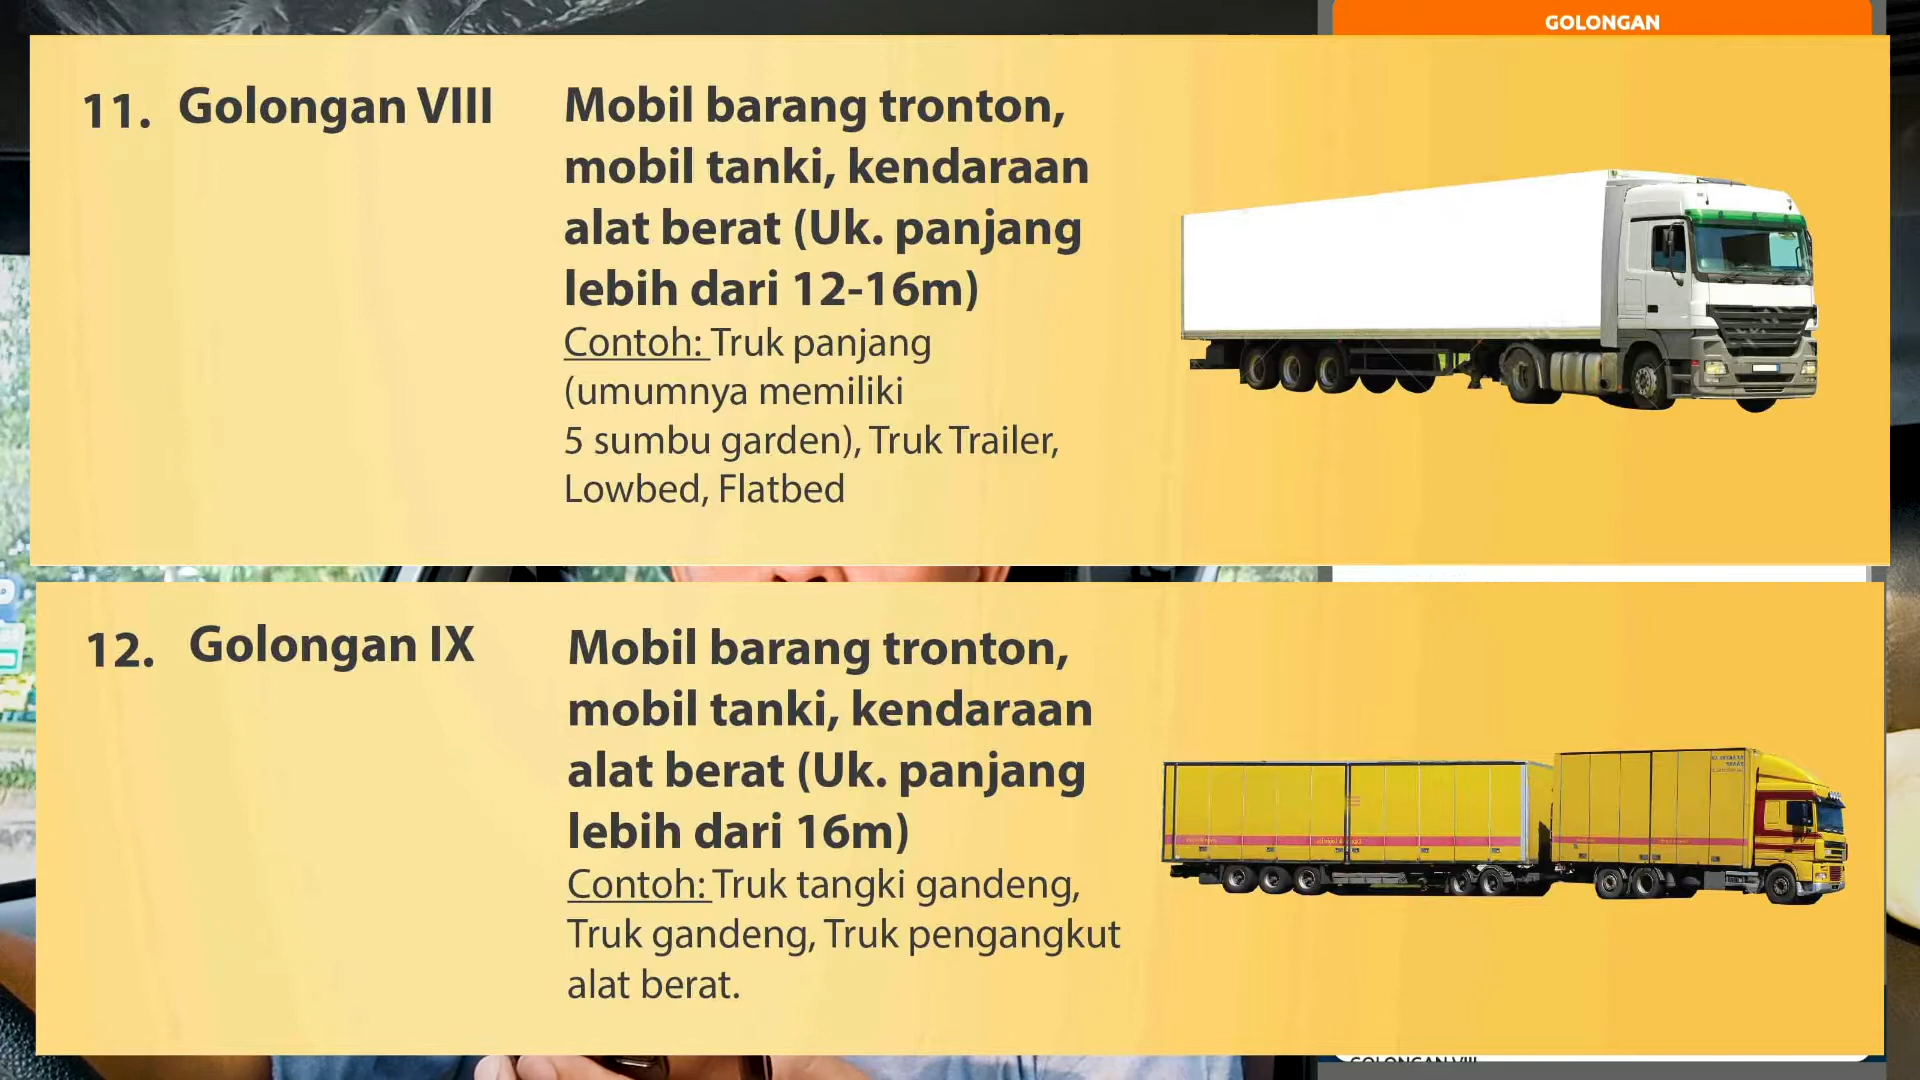 GOLONGAN
11. Golongan VIII
Mobil barang tronton,
mobil tanki, kendaraan
alat berat (Uk. panjang
lebih dari 12-16m)
Contoh: Truk panjang
(umumnya memiliki
5 sumbu garden), Truk Trailer,
Lowbed, Flatbed
12. Golongan IX
Mobil barang tronton,
mobil tanki, kendaraan
alat berat (Uk. panjang
lebih dari 16m)
Contoh: Truk tangki gandeng,
Truk gandeng, Truk pengangkut
alat berat.
GOLONGAN VIII